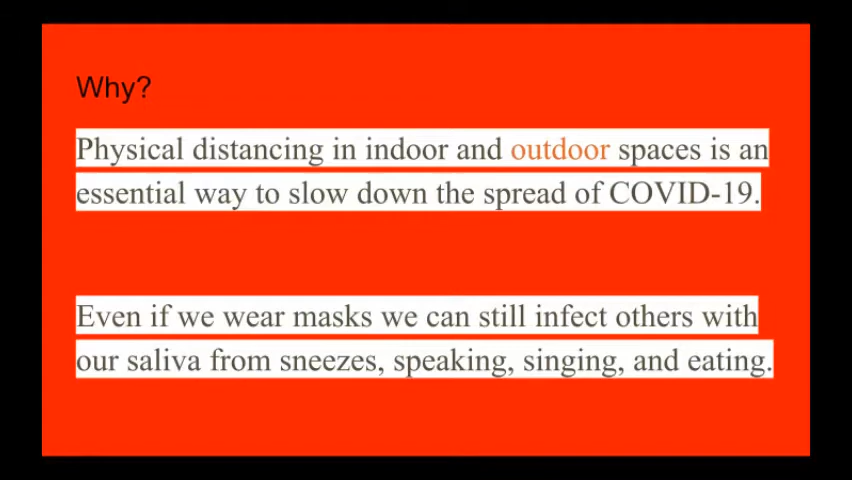 Why?
Physical distancing in indoor and outdoor spaces is an
essential way to slow down the spread of COVID-19.
Even if we wear masks we can still infect others with
our saliva from sneezes, speaking, singing, and eating.